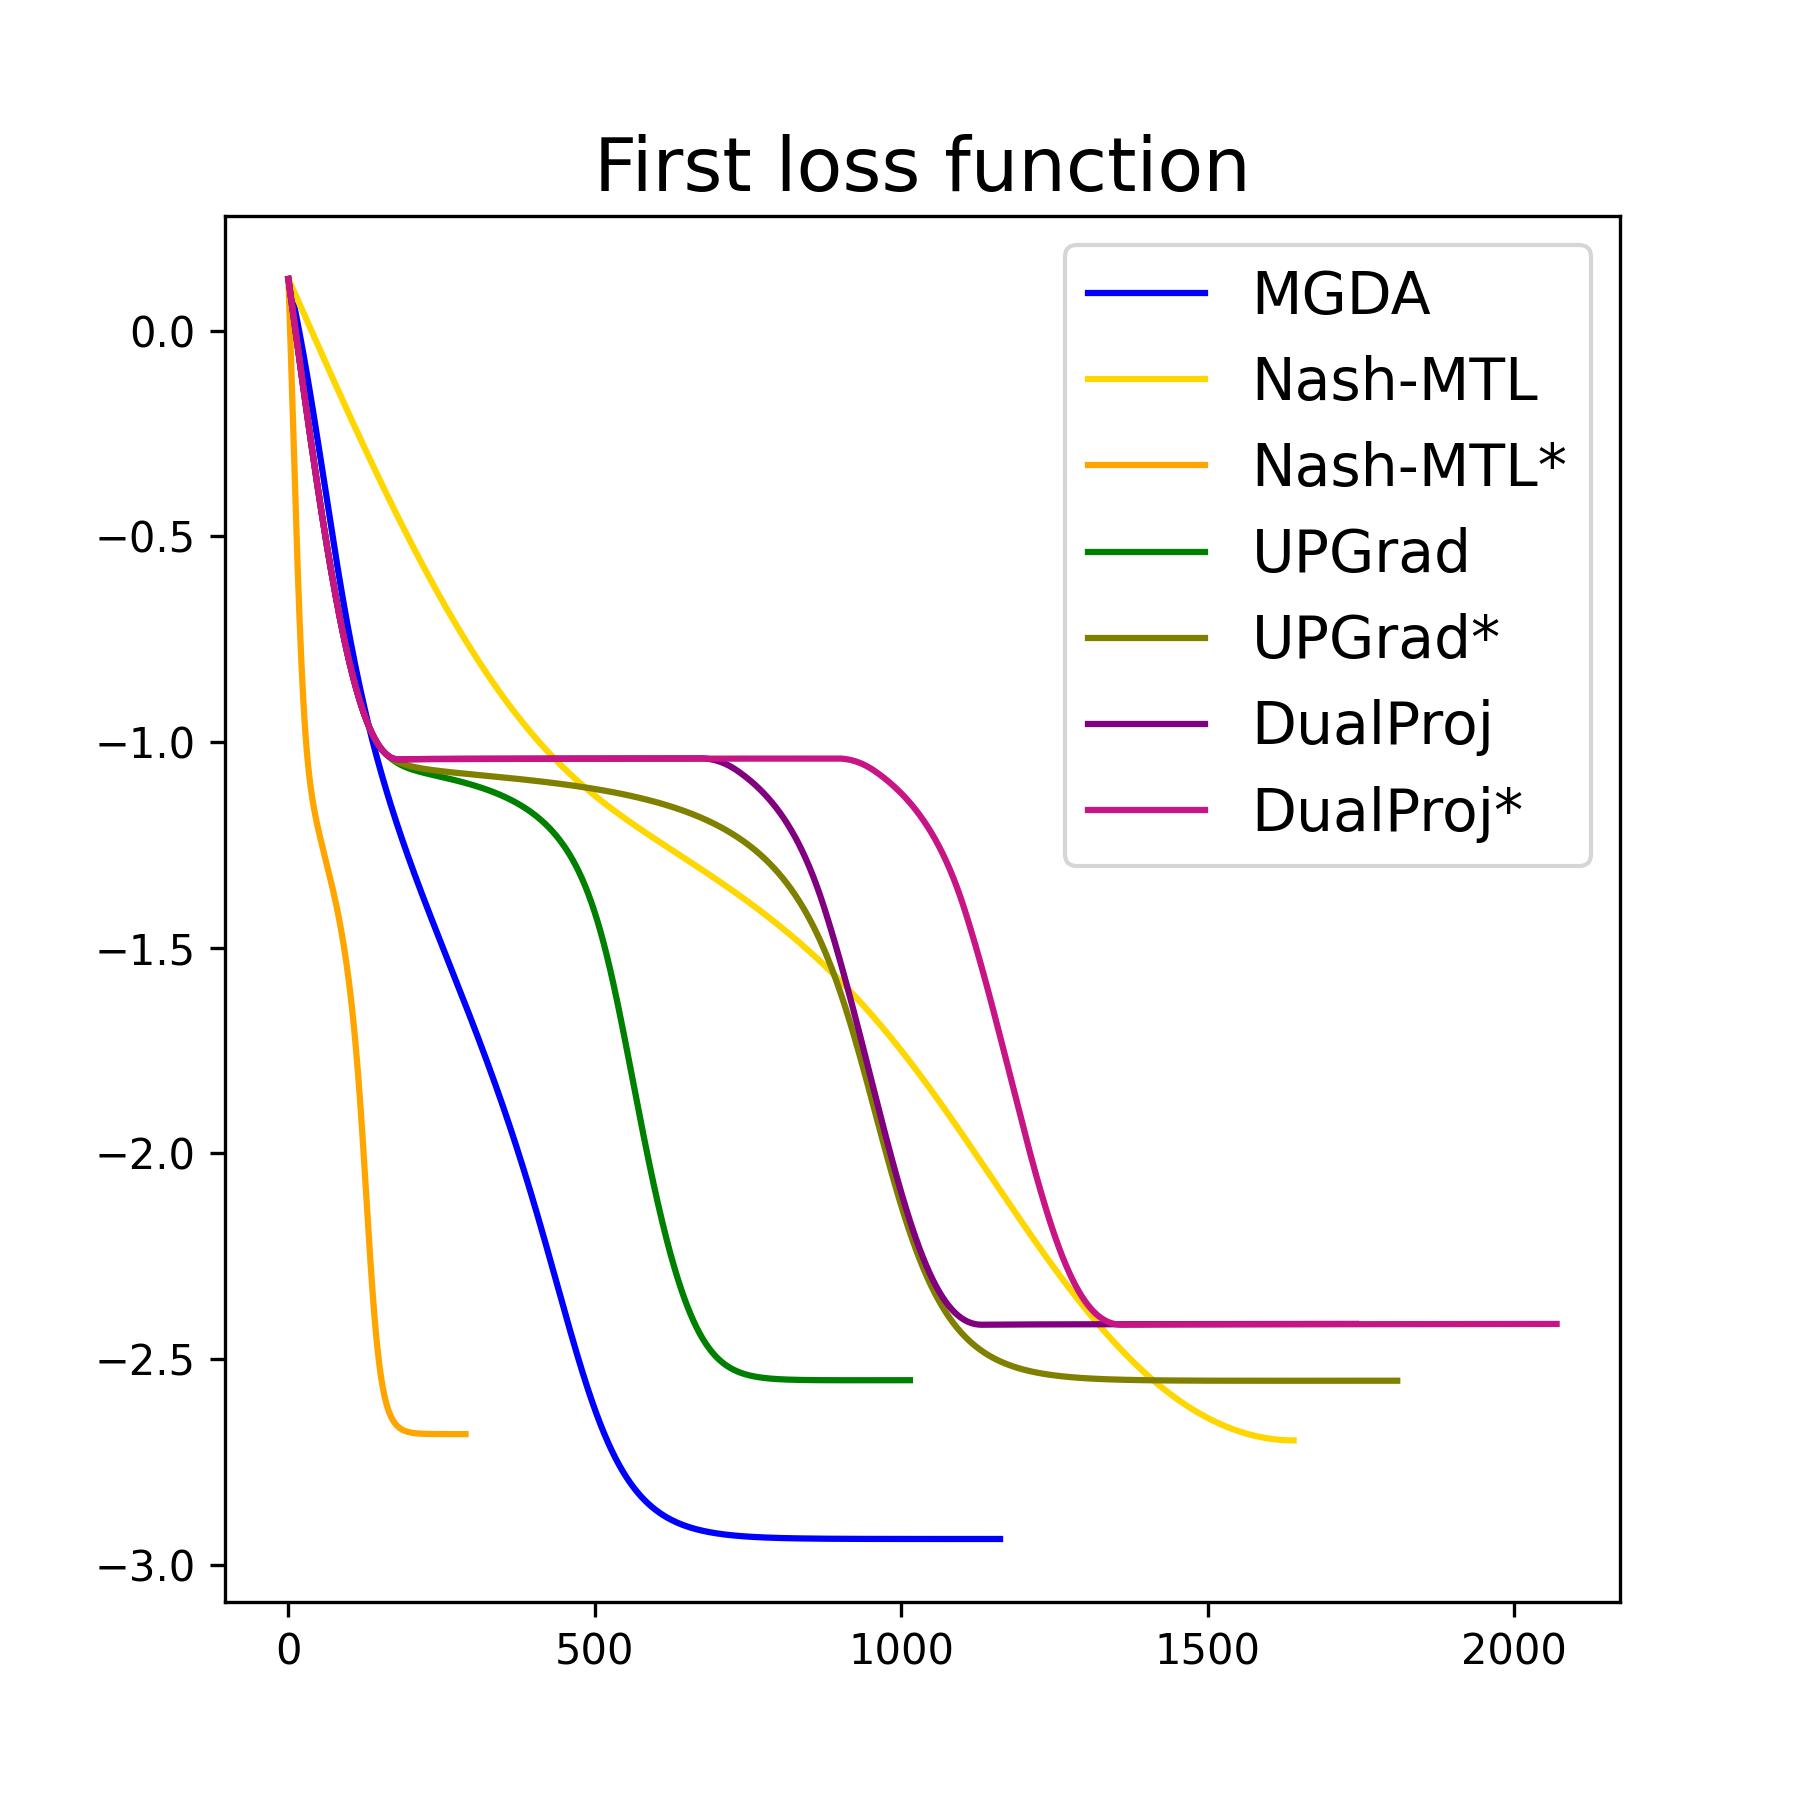 First loss function
MGDA
Nash-MTL
Nash-MTL*
UPGrad
UPGrad*
DualProj
DualProj*
0.0
−0.5
−1.0
−1.5
−2.0
−2.5
−3.0
0 500 1000 1500 2000